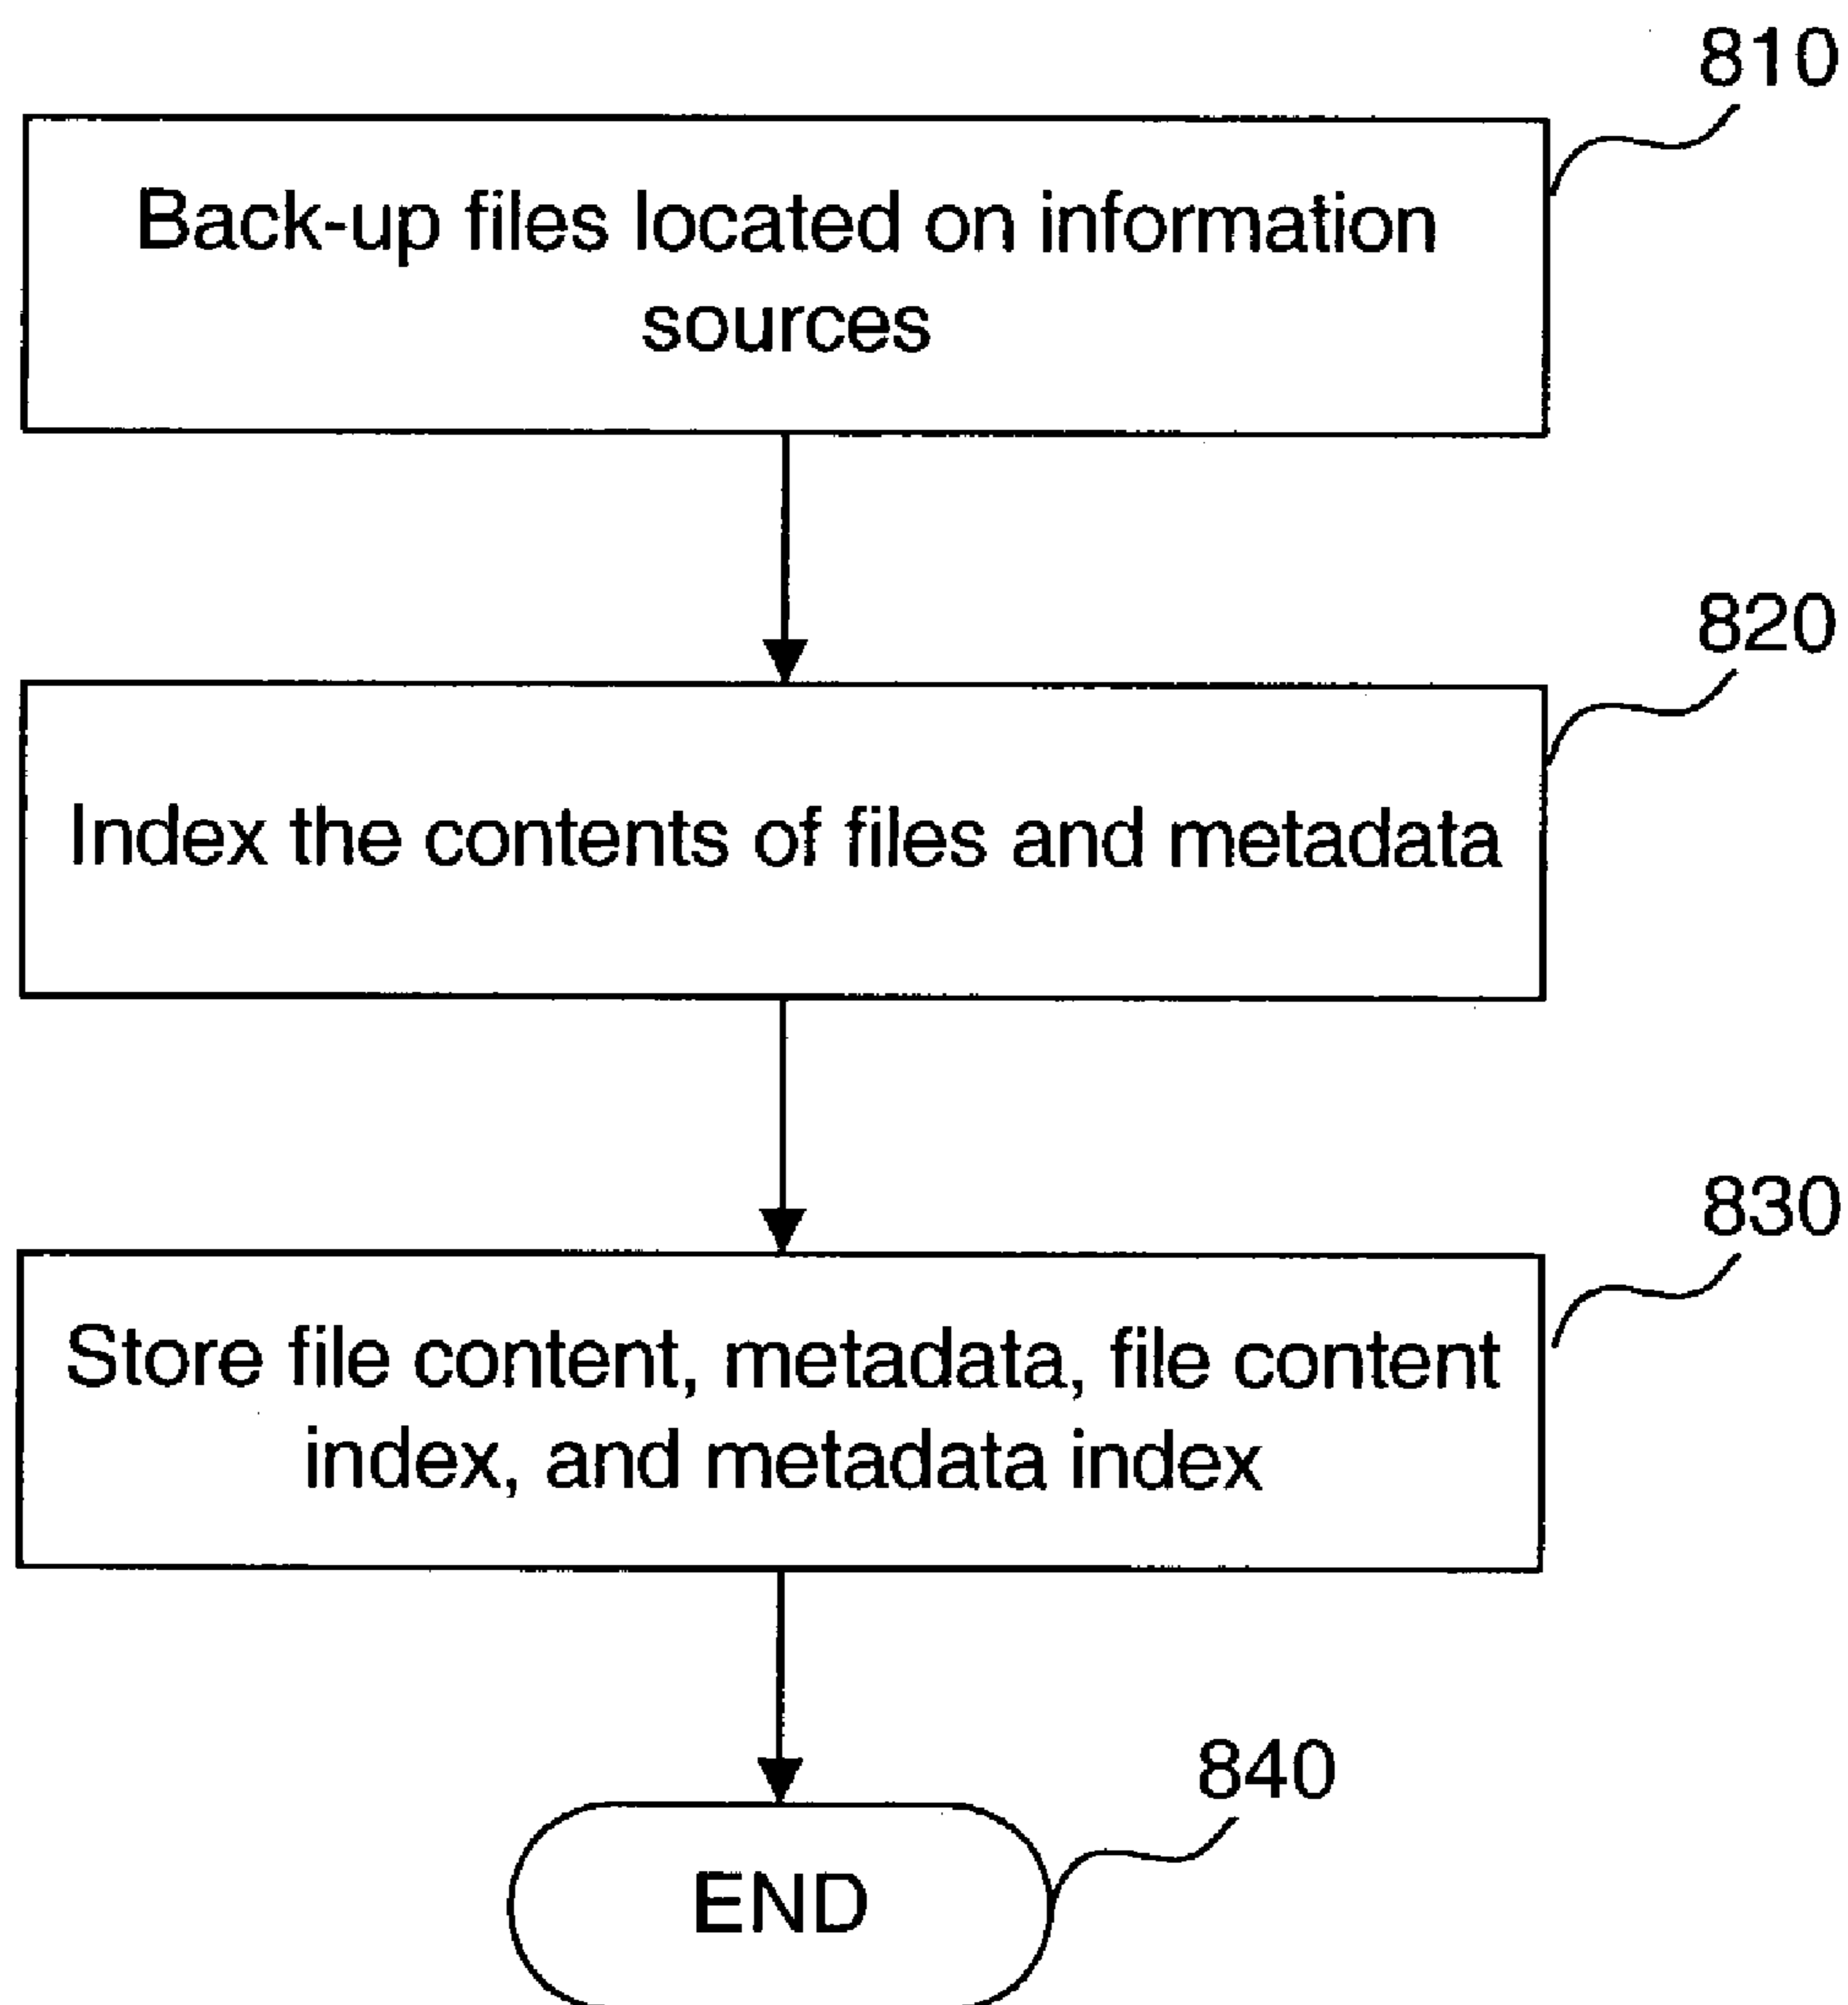 810
Back-up files located on information
sources
820
Index the contents of files and metadata
830
Store file content, metadata, file content
index, and metadata index
840
END